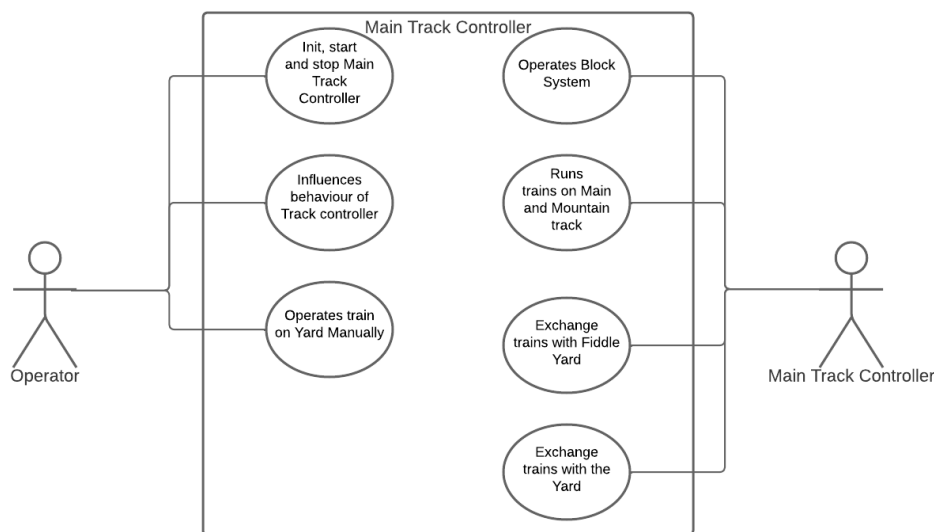 Main Track Controller
Init, start
and stop Main
Track
Controller
Operates Block
System
Influences
behaviour of
Track controller
Runs
trains on Main
and Mountain
track
Operates train
on Yard Manually
Exchange
trains with Fiddle
Yard
Operator
Main Track Controller
Exchange
trains with the
Yard